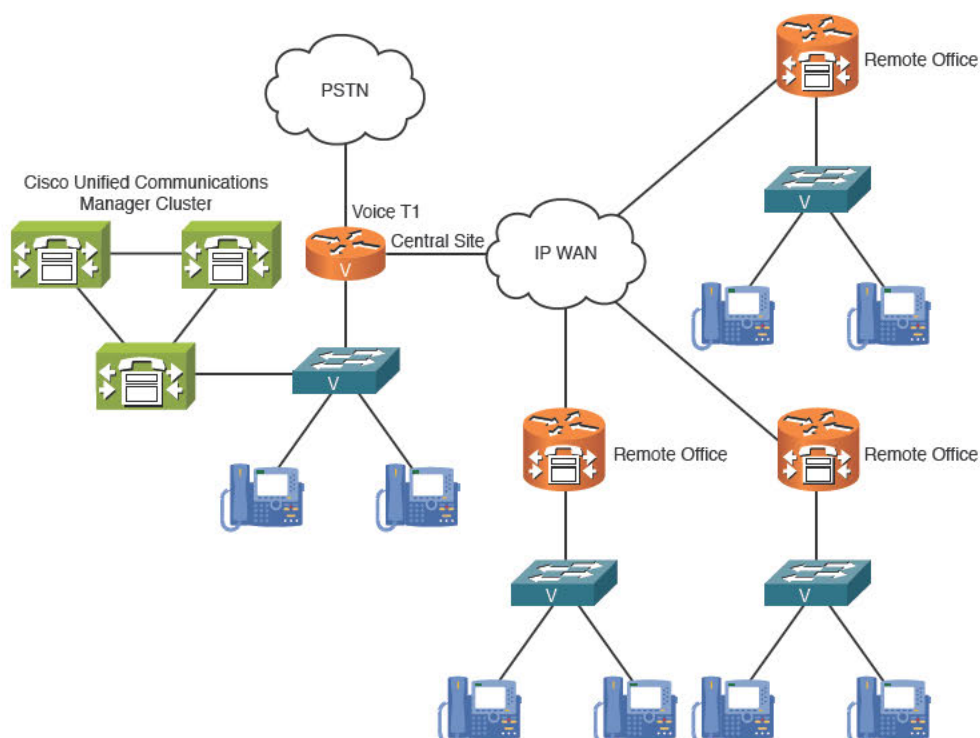 PSTN
Remote Office
Cisco Unified Communications
Manager Cluster
Voice T1
Central Site
V
IP WAN
V
V
Remote Office
Remote Office
V
V